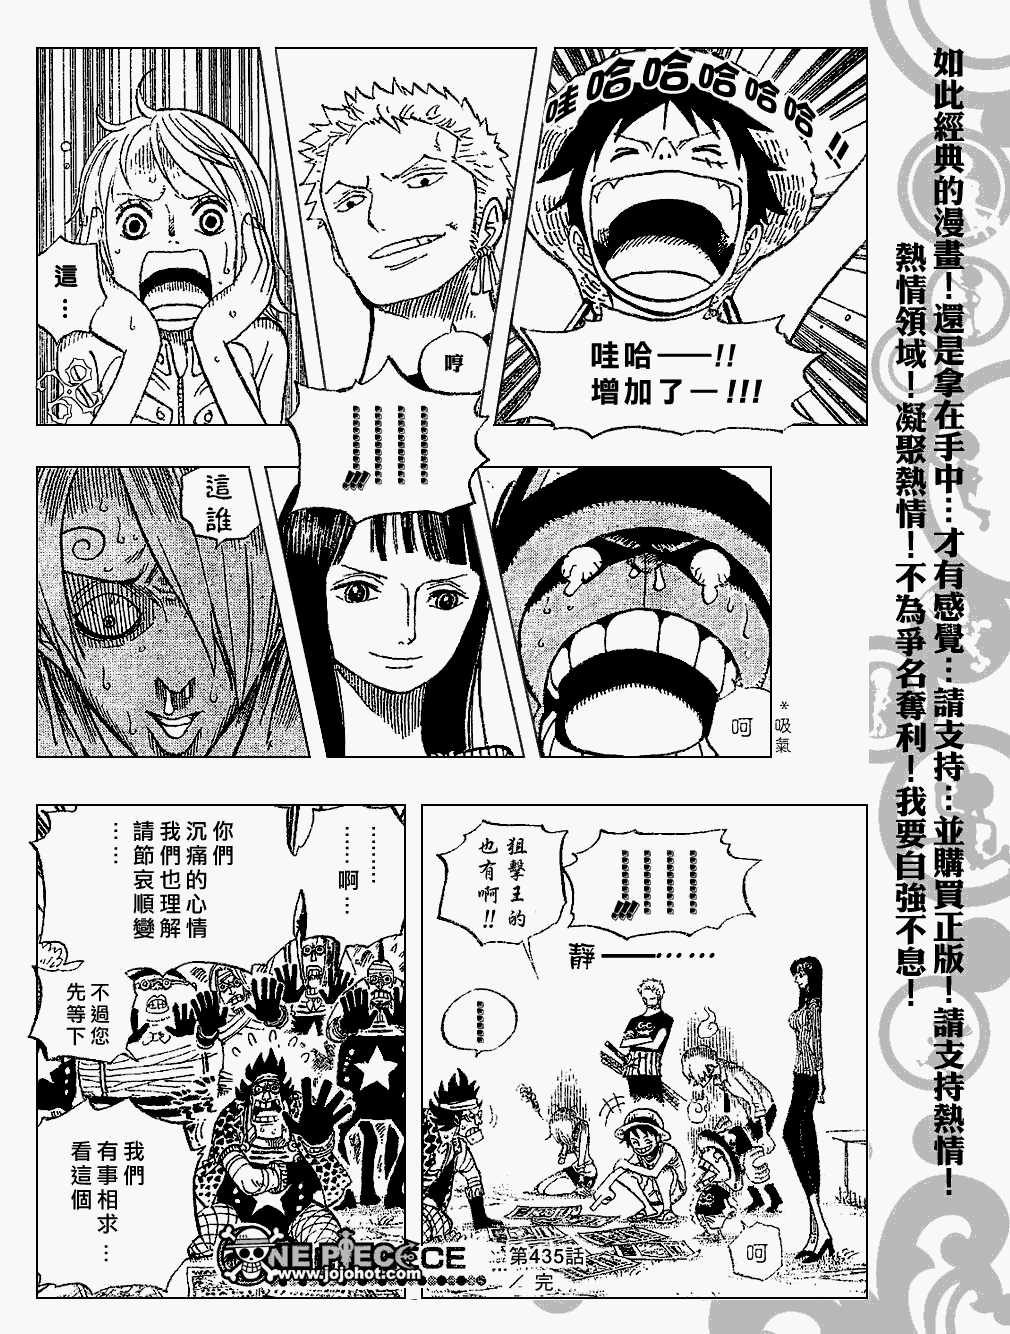 如此經典的漫畫！還是拿在手中…才有感覺…請支持…並購買正版！請支持熱情！
熱情領域！凝聚熱情！不為爭名奪利！我要自強不息！
哇哈哈哈哈哈!!
哇哈——!!
增加了—!!!
哼
這…
!!!!
呵
＊吸氣
這
誰
!!!!
狙擊王的
也有啊!!
靜——……
呵
………
……啊…
你們
沉痛的心情
我們也理解
請節哀順變
……
不過您
先等下
我們
有事相求…
看這個
ONE PIECE
www.jojohot.com
第435話
／完